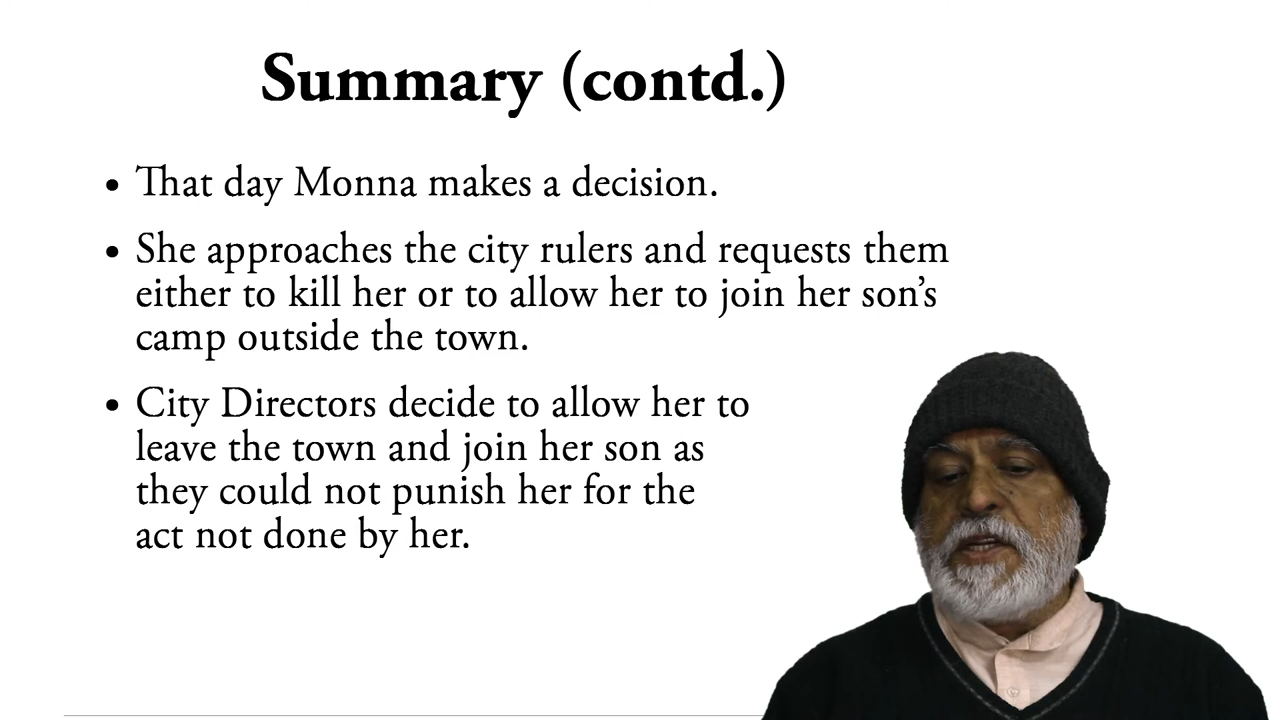 Summary (contd.)
• That day Monna makes a decision.
• She approaches the city rulers and requests them
either to kill her or to allow her to join her son’s
camp outside the town.
• City Directors decide to allow her to
leave the town and join her son as
they could not punish her for the
act not done by her.